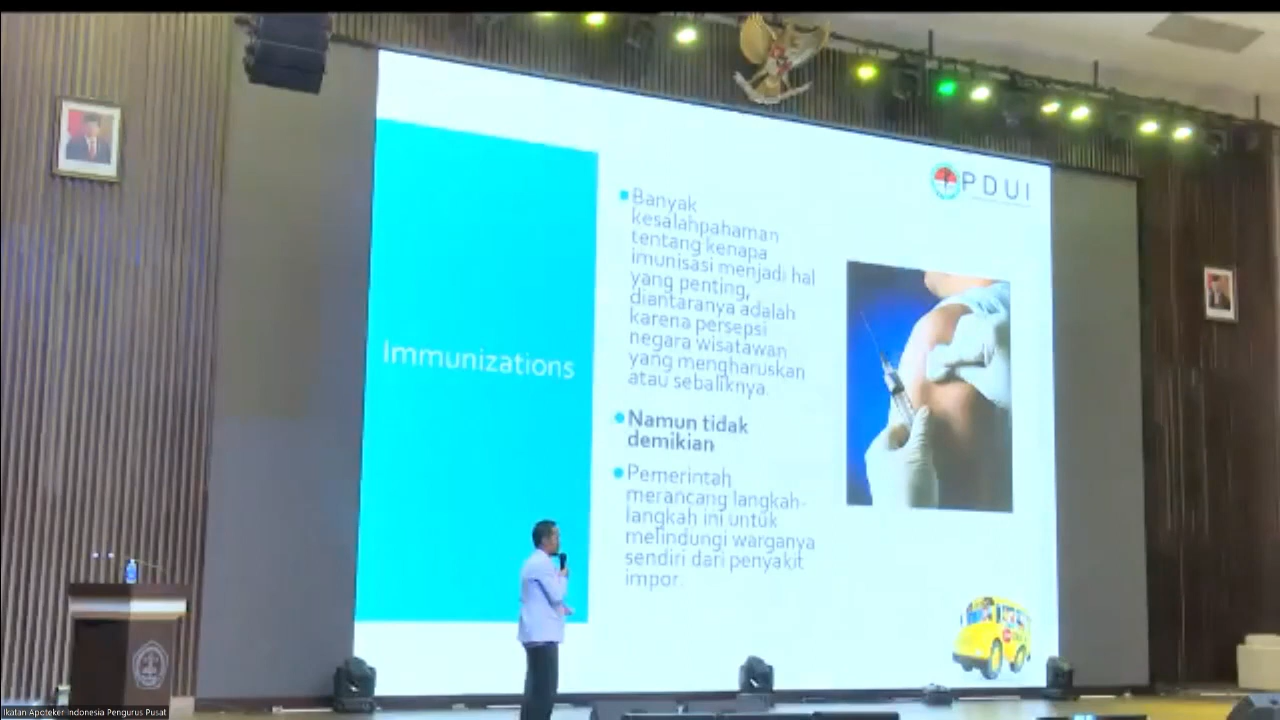 PDUI
Immunizations
Banyak
kesalahpahaman
tentang kenapa
imunisasi menjadi hal
yang penting,
diantaranya adalah
karena persepsi
negara wisatawan
yang mengharuskan
atau sebaliknya.
Namun tidak
demikian
Pemerintah
merancang langkah-
langkah ini untuk
melindungi warganya
sendiri dari penyakit
impor.
Ikatan Apoteker Indonesia Pengurus Pusat